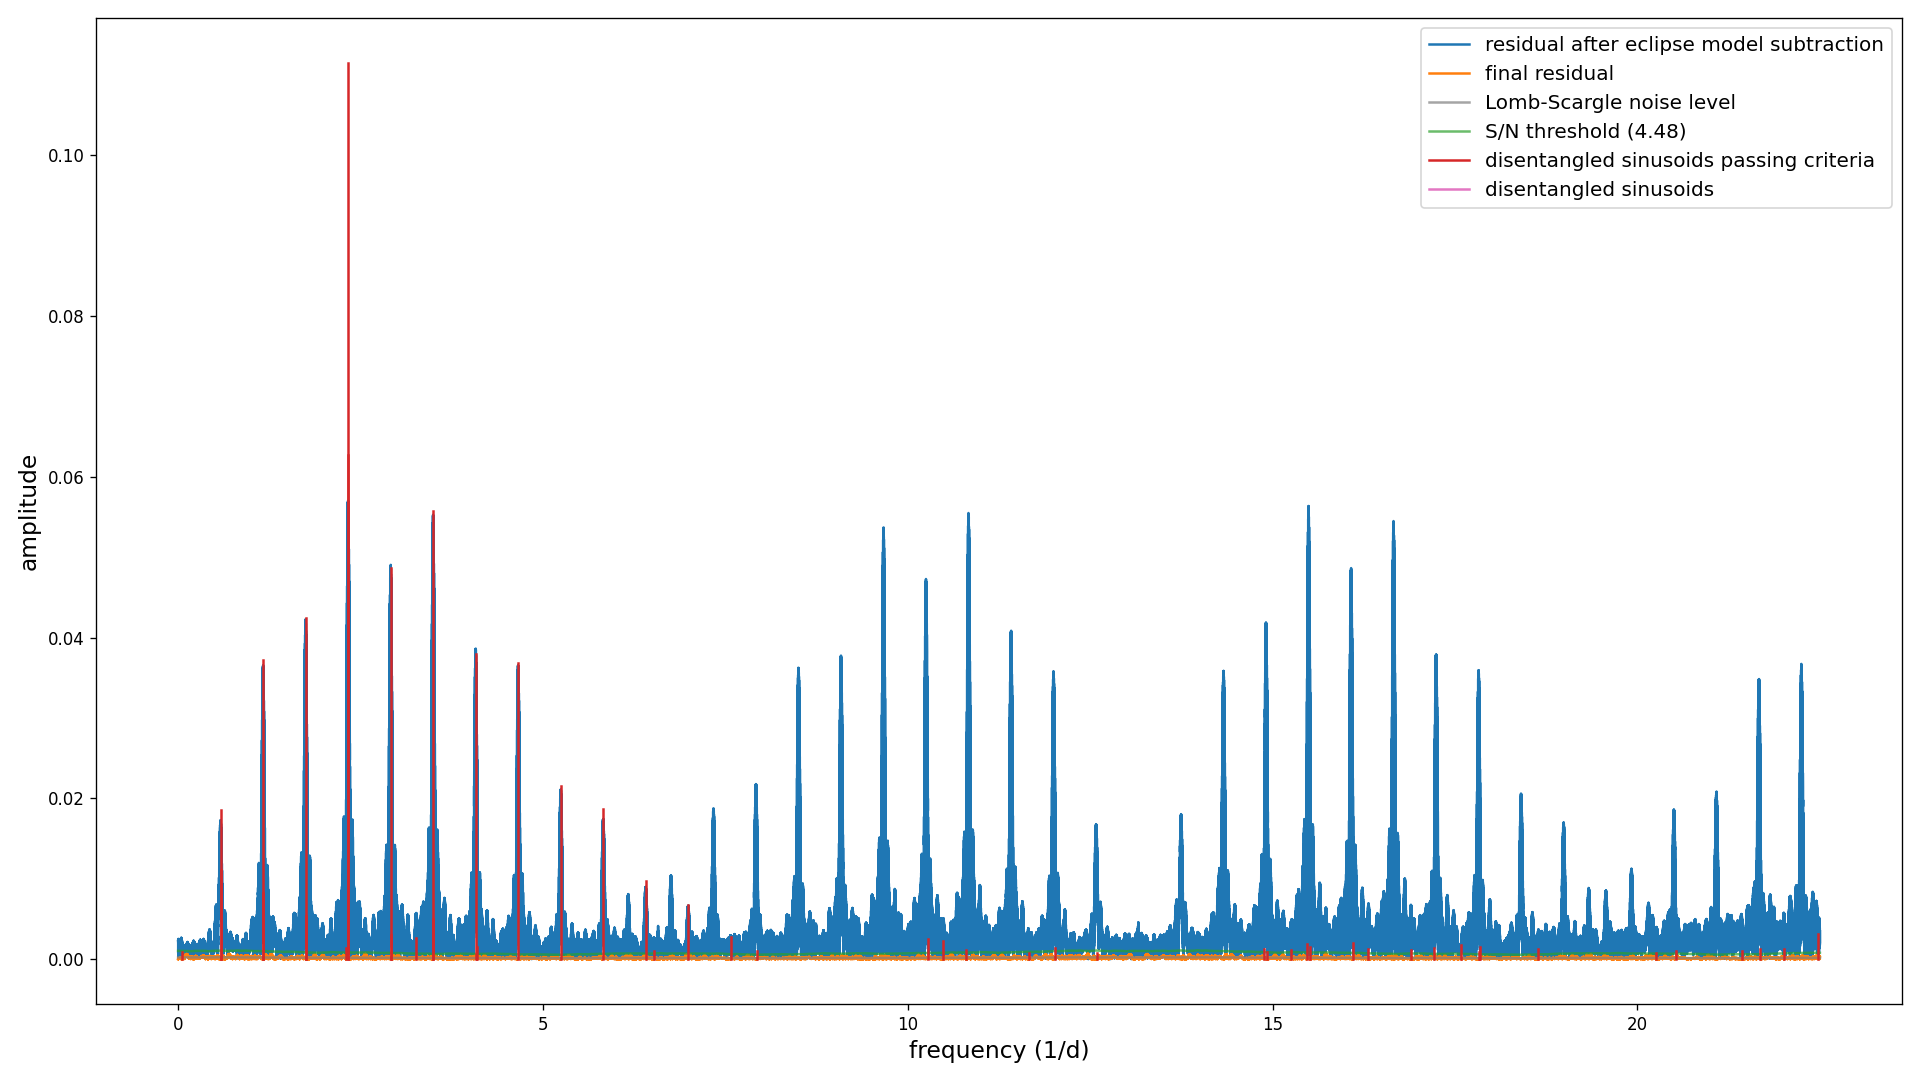 residual after eclipse model subtraction
final residual
Lomb-Scargle noise level
S/N threshold (4.48)
disentangled sinusoids passing criteria
disentangled sinusoids
amplitude
0.10
0.08
0.06
0.04
0.02
0.00
0 5 10 15 20
frequency (1/d)